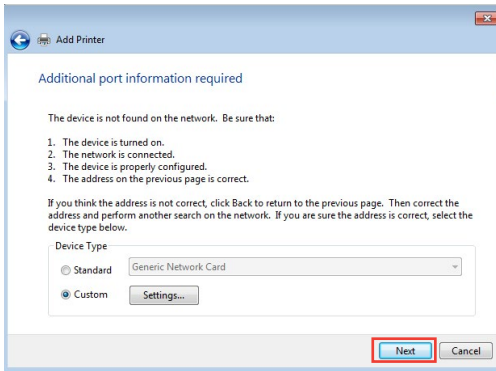 Add Printer
Additional port information required
The device is not found on the network. Be sure that:
1. The device is turned on.
2. The network is connected.
3. The device is properly configured.
4. The address on the previous page is correct.
If you think the address is not correct, click Back to return to the previous page. Then correct the
address and perform another search on the network. If you are sure the address is correct, select the
device type below.
Device Type
Standard
Generic Network Card
Custom
Settings...
Next
Cancel